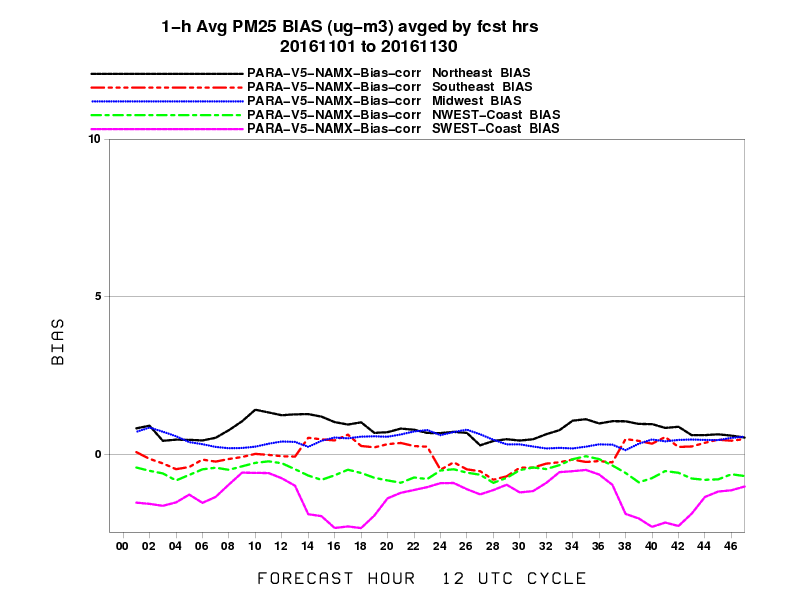 1-h Avg PM25 BIAS (ug-m3) avged by fcst hrs
20161101 to 20161130
PARA-V5-NAMX-Bias-corr Northeast BIAS
PARA-V5-NAMX-Bias-corr Southeast BIAS
PARA-V5-NAMX-Bias-corr Midwest BIAS
PARA-V5-NAMX-Bias-corr NWEST-Coast BIAS
PARA-V5-NAMX-Bias-corr SWEST-Coast BIAS
10
5
0
BIAS
00 02 04 06 08 10 12 14 16 18 20 22 24 26 28 30 32 34 36 38 40 42 44 46
FORECAST HOUR 12 UTC CYCLE